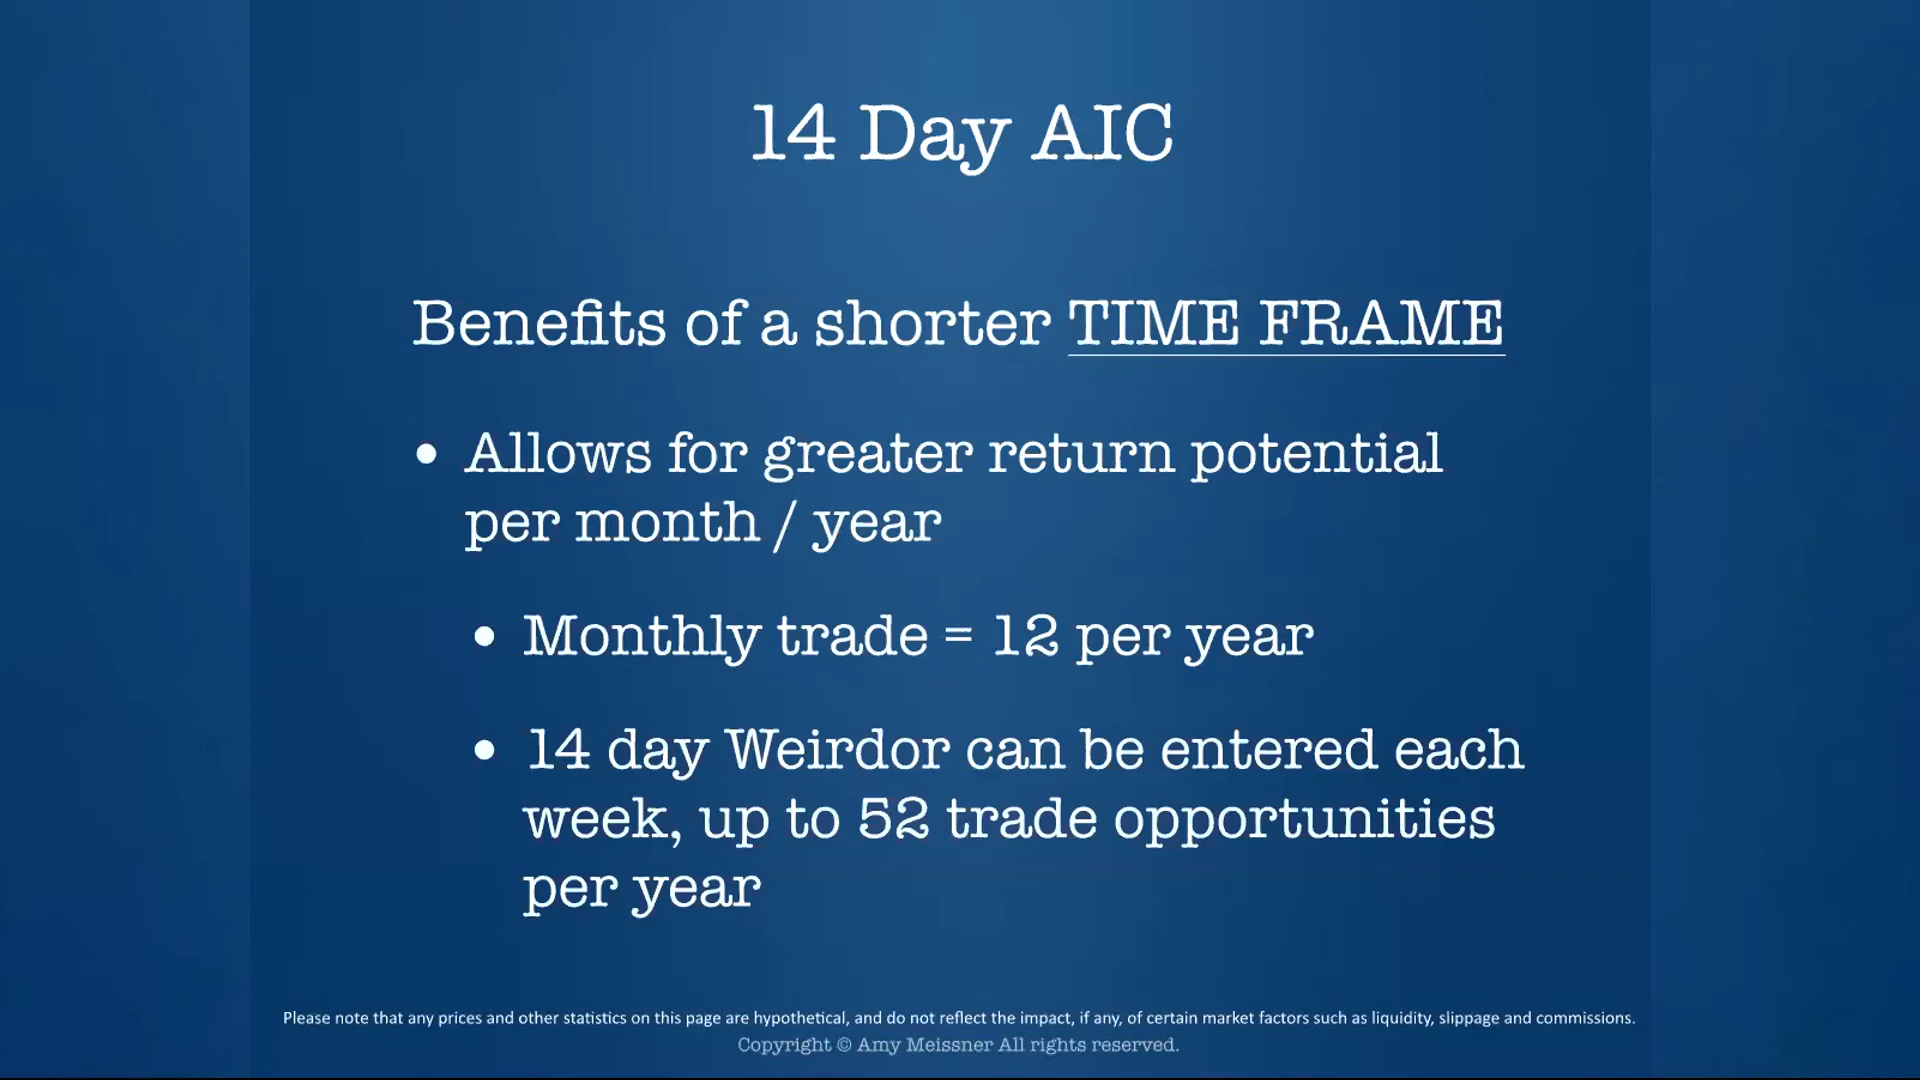 14 Day AIC
Benefits of a shorter TIME FRAME
• Allows for greater return potential
per month / year
• Monthly trade = 12 per year
• 14 day Weirdor can be entered each
week, up to 52 trade opportunities
per year
Please note that any prices and other statistics on this page are hypothetical, and do not reflect the impact, if any, of certain market factors such as liquidity, slippage and commissions.
Copyright © Amy Meissner All rights reserved.